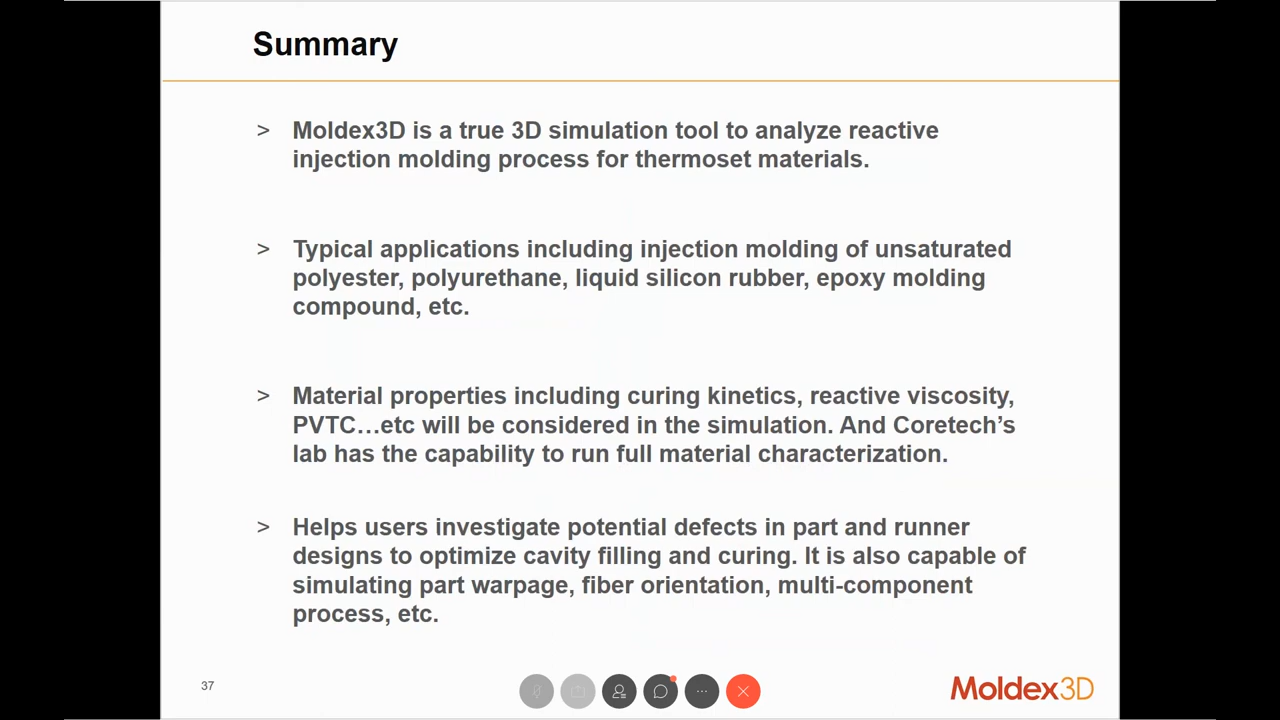 Summary
> Moldex3D is a true 3D simulation tool to analyze reactive
injection molding process for thermoset materials.
> Typical applications including injection molding of unsaturated
polyester, polyurethane, liquid silicon rubber, epoxy molding
compound, etc.
> Material properties including curing kinetics, reactive viscosity,
PVTC…etc will be considered in the simulation. And Coretech’s
lab has the capability to run full material characterization.
> Helps users investigate potential defects in part and runner
designs to optimize cavity filling and curing. It is also capable of
simulating part warpage, fiber orientation, multi-component
process, etc.
37
Moldex3D